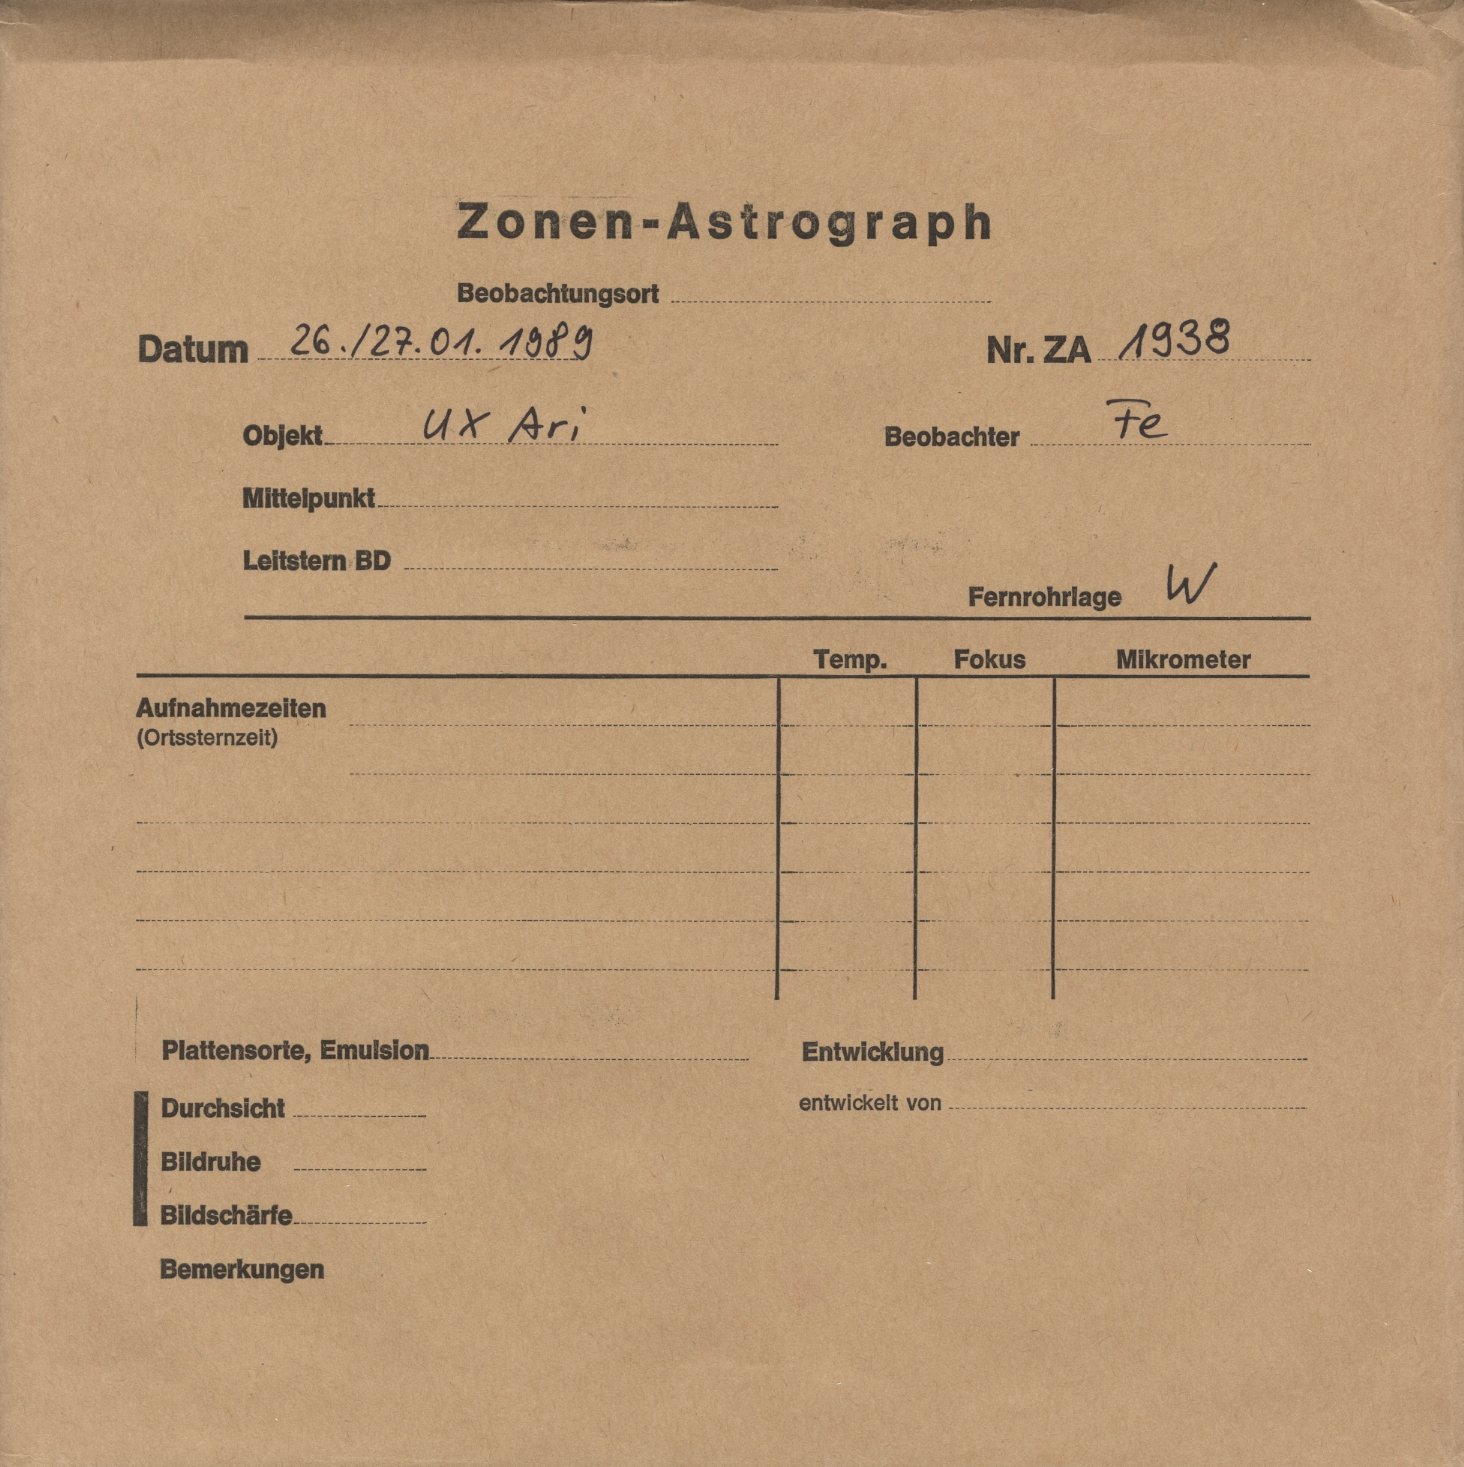 Zonen-Astrograph
Beobachtungsort
Datum 26./27.01.1989 Nr. ZA 1938
Objekt UX Ari Beobachter Fe
Mittelpunkt
Leitstern BD
Fernrohrlage W
Temp. Fokus Mikrometer
Aufnahmezeiten
(Ortssternzeit)
Plattensorte, Emulsion Entwicklung
Durchsicht entwickelt von
Bildruhe
Bildschärfe
Bemerkungen